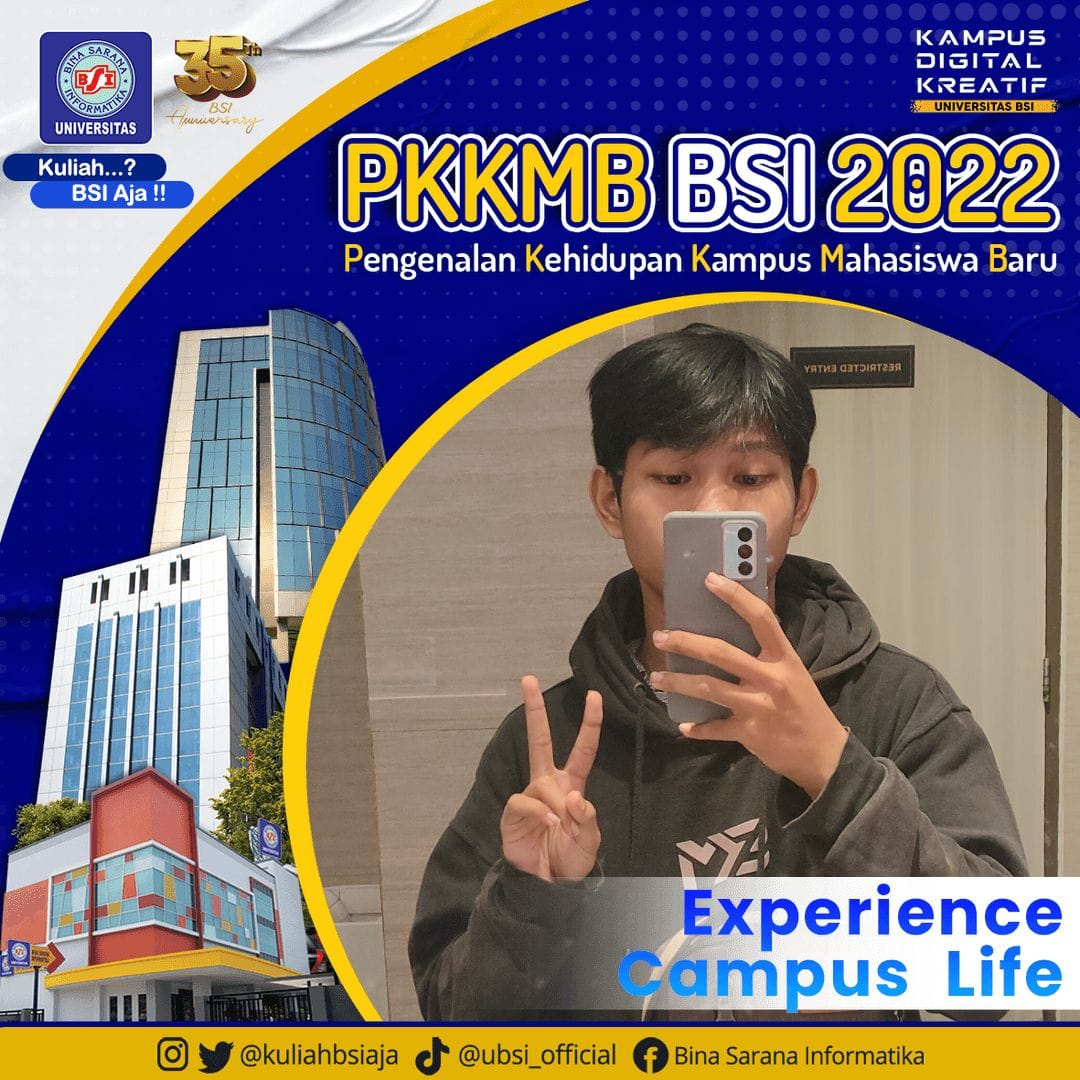 BINA SARANA
BSI
INFORMATIKA
UNIVERSITAS
35Th
BSI
Anniversary
Kuliah...?
BSI Aja !!
KAMPUS
DIGITAL
KREATIF
UNIVERSITAS BSI
PKKMB BSI 2022
Pengenalan Kehidupan Kampus Mahasiswa Baru
RESTRICTED ENTRY
Experience
Campus Life
@kuliahbsiaja @ubsi_official Bina Sarana Informatika